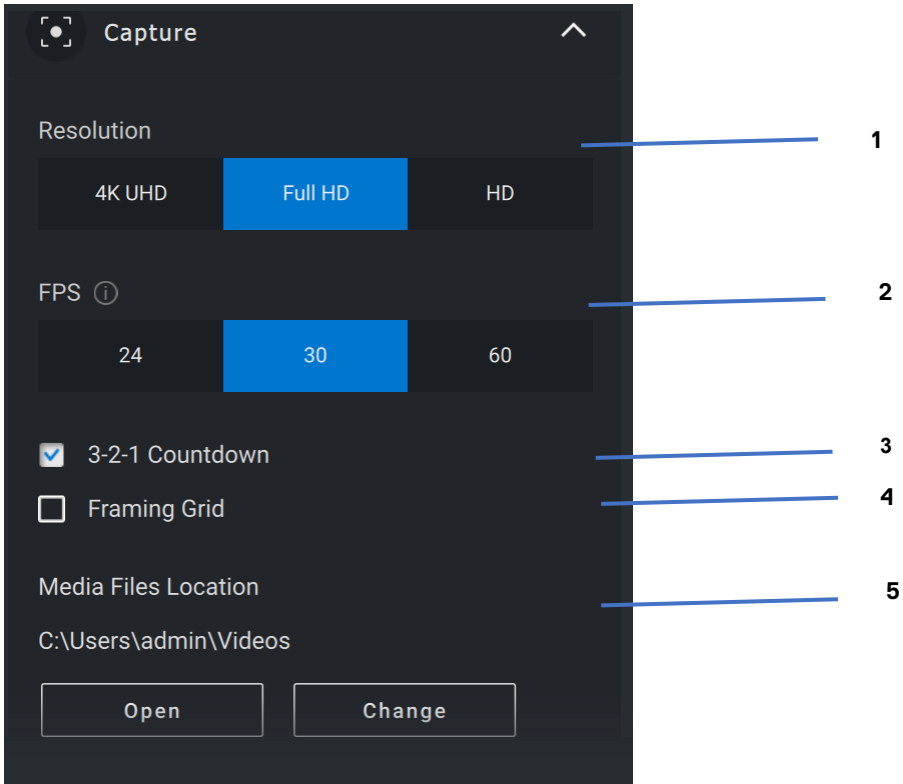 Capture
Resolution
1
4K UHD Full HD HD
FPS
2
24 30 60
3-2-1 Countdown
3
Framing Grid
4
Media Files Location
5
C:\Users\admin\Videos
Open Change